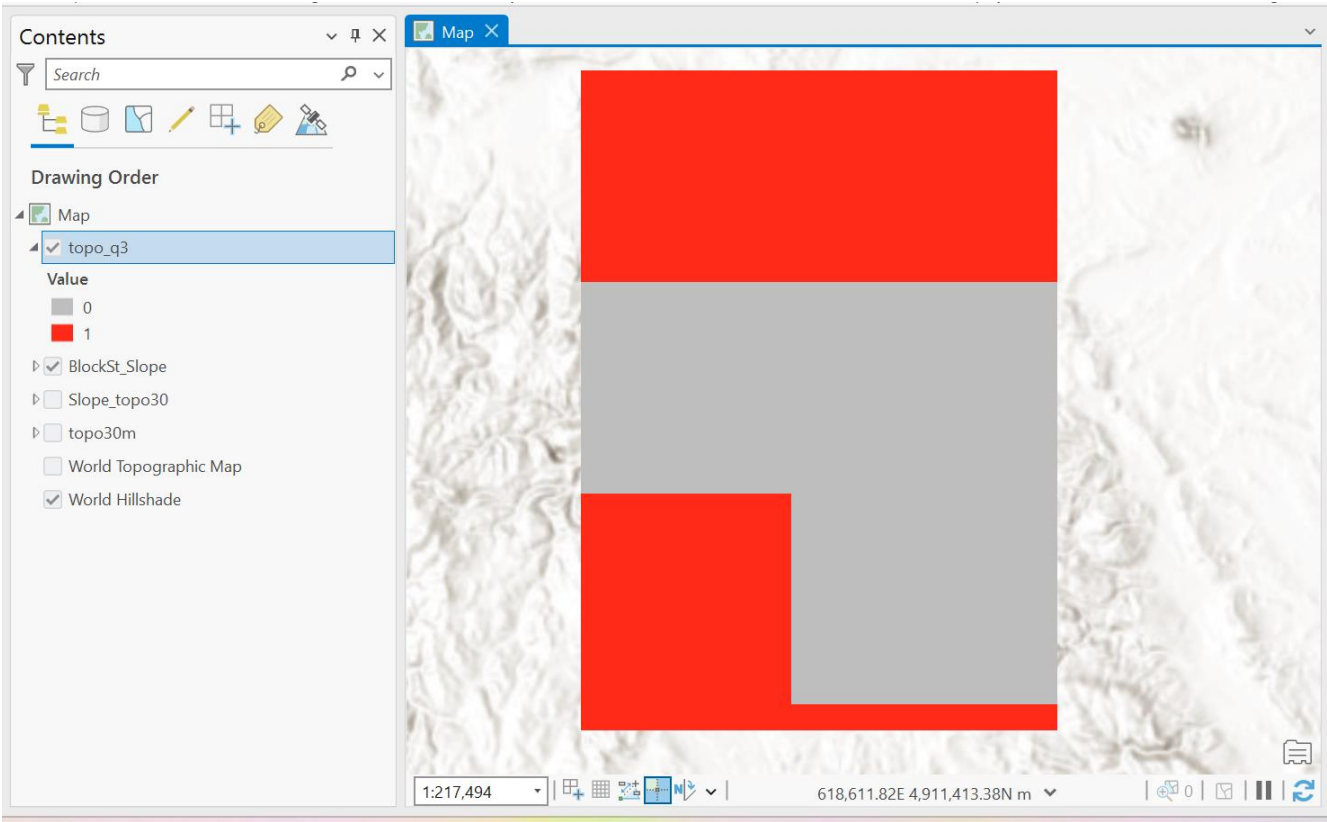 Contents
Search
Drawing Order
Map
topo_q3
Value
0
1
BlockSt_Slope
Slope_topo30
topo30m
World Topographic Map
World Hillshade
Map
1:217,494
N
618,611.82E 4,911,413.38N m
0